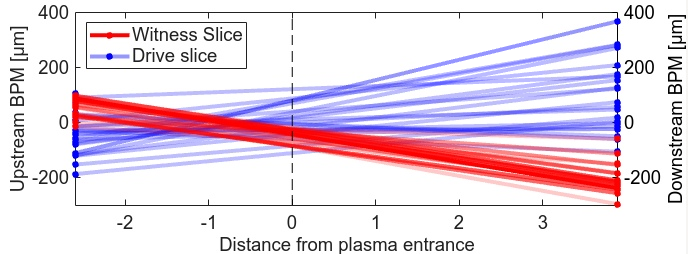 Witness Slice
Drive slice
Upstream BPM [μm]
400
200
0
-200
400
200
0
-200
Downstream BPM [μm]
-2
-1
0
1
2
3
Distance from plasma entrance